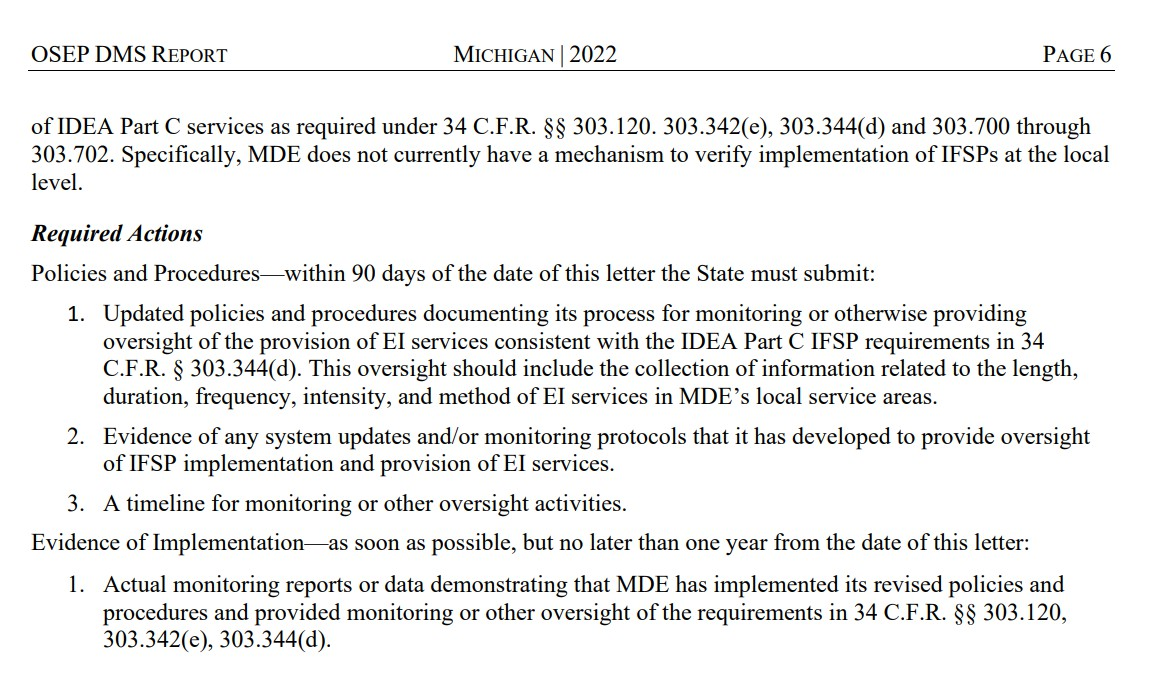 OSEP DMS REPORT MICHIGAN | 2022 PAGE 6
of IDEA Part C services as required under 34 C.F.R. §§ 303.120. 303.342(e), 303.344(d) and 303.700 through
303.702. Specifically, MDE does not currently have a mechanism to verify implementation of IFSPs at the local
level.
Required Actions
Policies and Procedures—within 90 days of the date of this letter the State must submit:
1. Updated policies and procedures documenting its process for monitoring or otherwise providing
oversight of the provision of EI services consistent with the IDEA Part C IFSP requirements in 34
C.F.R. § 303.344(d). This oversight should include the collection of information related to the length,
duration, frequency, intensity, and method of EI services in MDE’s local service areas.
2. Evidence of any system updates and/or monitoring protocols that it has developed to provide oversight
of IFSP implementation and provision of EI services.
3. A timeline for monitoring or other oversight activities.
Evidence of Implementation—as soon as possible, but no later than one year from the date of this letter:
1. Actual monitoring reports or data demonstrating that MDE has implemented its revised policies and
procedures and provided monitoring or other oversight of the requirements in 34 C.F.R. §§ 303.120,
303.342(e), 303.344(d).